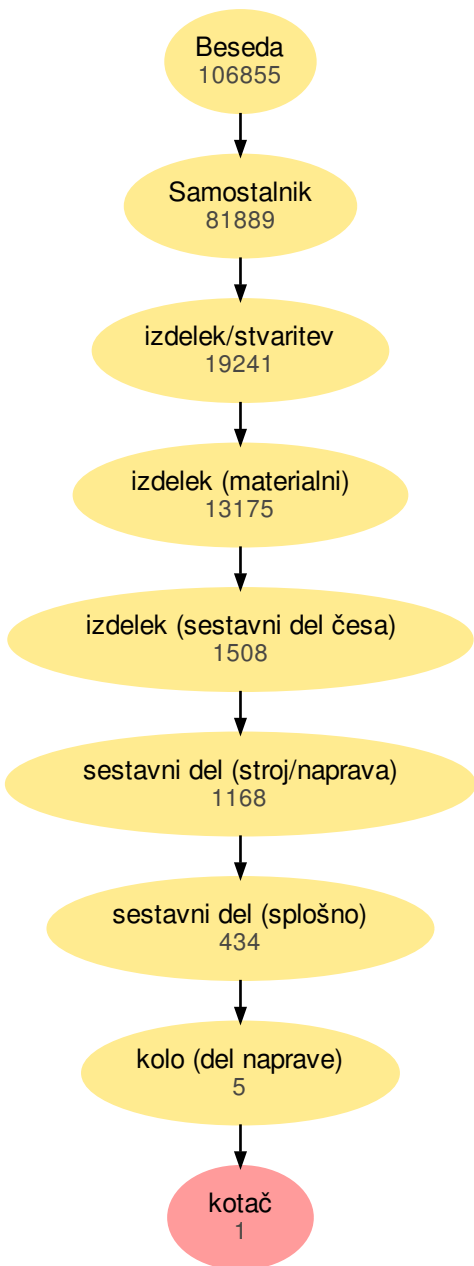 Beseda
106855
Samostalnik
81889
izdelek/stvaritev
19241
izdelek (materialni)
13175
izdelek (sestavni del česa)
1508
sestavni del (stroj/naprava)
1168
sestavni del (splošno)
434
kolo (del naprave)
5
kotač
1